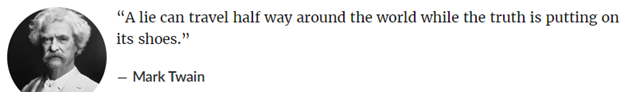 “A lie can travel half way around the world while the truth is putting on
its shoes.”
― Mark Twain